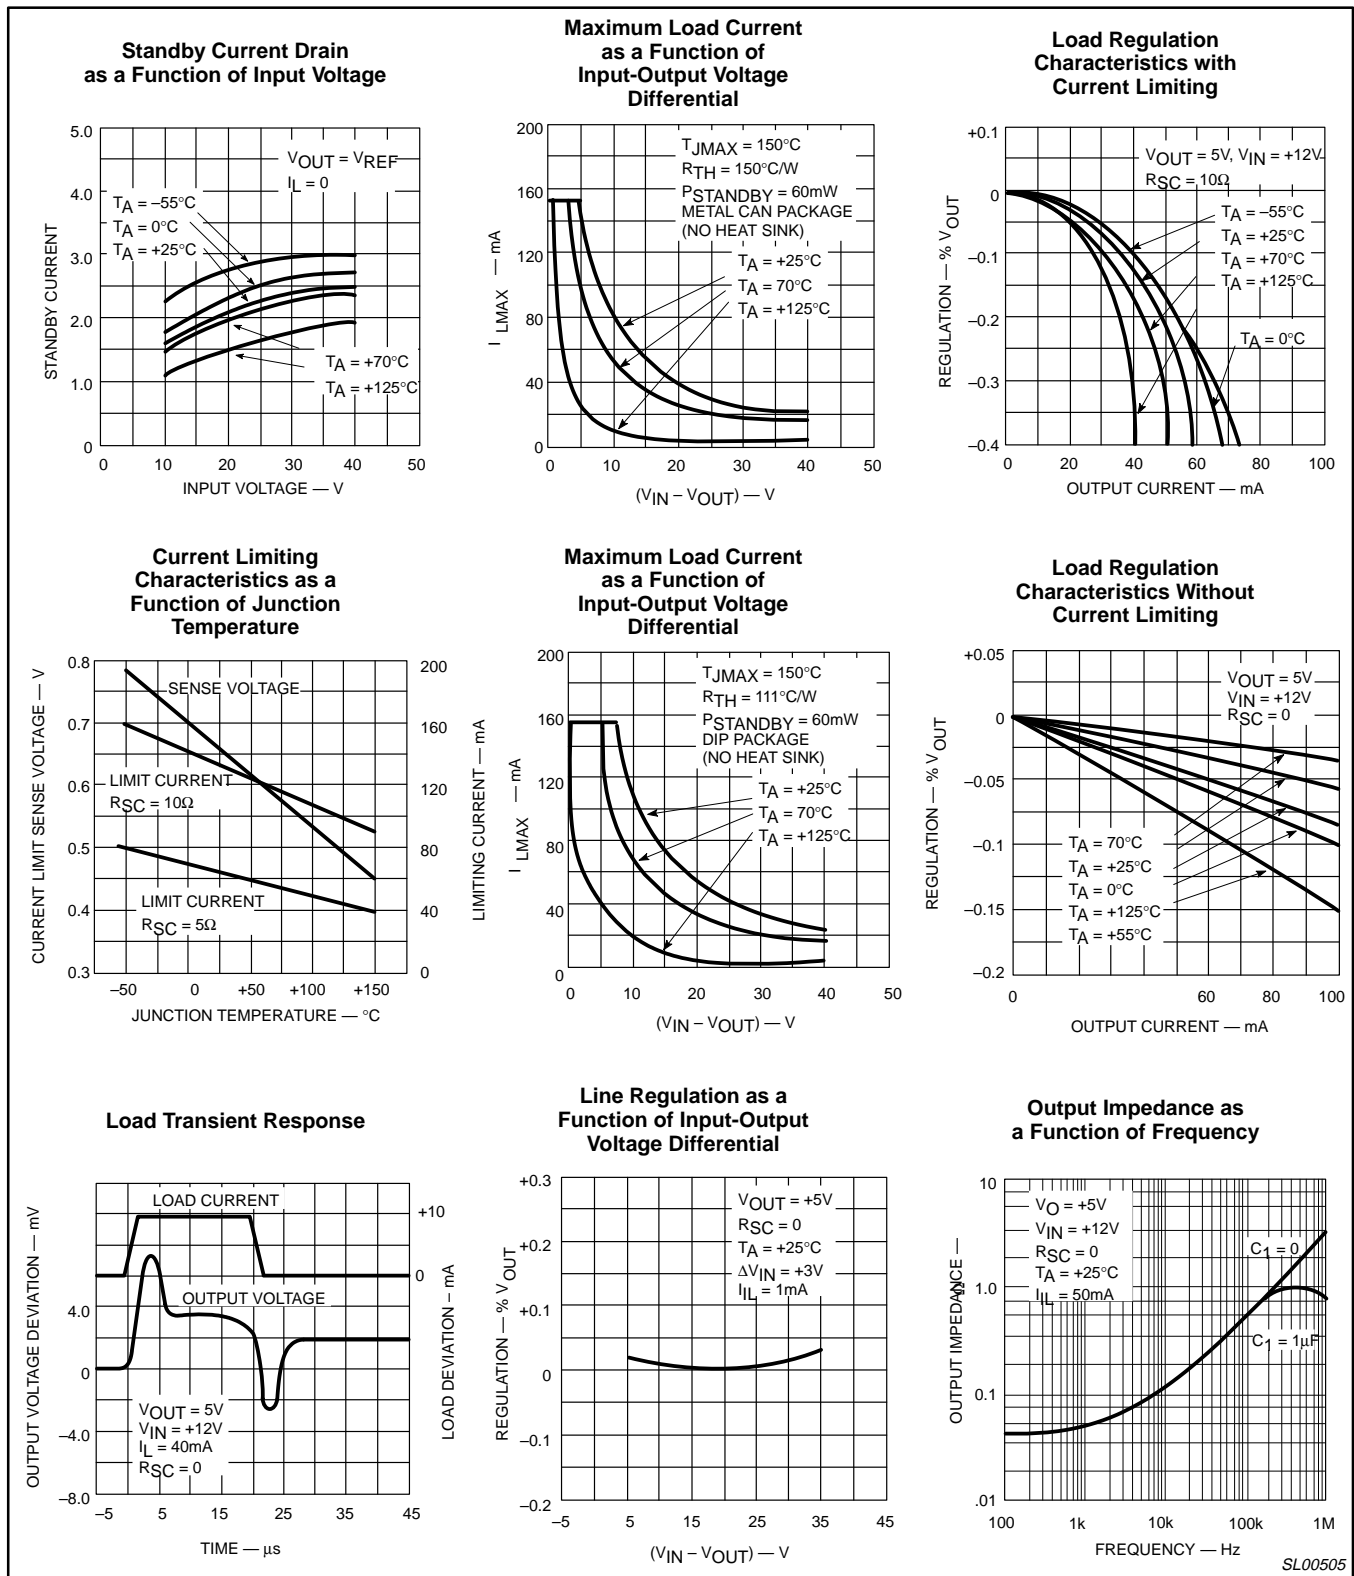 Standby Current Drain
as a Function of Input Voltage
5.0
4.0
3.0
2.0
1.0
0
STANDBY CURRENT
VOUT = VREF
IL = 0
TA = –55°C
TA = 0°C
TA = +25°C
TA = +70°C
TA = +125°C
0 10 20 30 40 50
INPUT VOLTAGE — V
Maximum Load Current
as a Function of
Input-Output Voltage
Differential
200
160
120
80
40
0
I LMAX — mA
TJMAX = 150°C
RTH = 150°C/W
PSTANDBY = 60mW
METAL CAN PACKAGE
(NO HEAT SINK)
TA = +25°C
TA = 70°C
TA = +125°C
0 10 20 30 40 50
(VIN – VOUT) — V
Load Regulation
Characteristics with
Current Limiting
+0.1
0
–0.1
–0.2
–0.3
–0.4
REGULATION — % VOUT
VOUT = 5V, VIN = +12V
RSC = 10Ω
TA = –55°C
TA = +25°C
TA = +70°C
TA = +125°C
TA = 0°C
0 20 40 60 80 100
OUTPUT CURRENT — mA
Current Limiting
Characteristics as a
Function of Junction
Temperature
0.8
0.7
0.6
0.5
0.4
0.3
CURRENT LIMIT SENSE VOLTAGE — V
SENSE VOLTAGE
LIMIT CURRENT
RSC = 10Ω
LIMIT CURRENT
RSC = 5Ω
200
160
120
80
40
0
LIMITING CURRENT — mA
–50 0 +50 +100 +150
JUNCTION TEMPERATURE — °C
Maximum Load Current
as a Function of
Input-Output Voltage
Differential
200
160
120
80
40
0
I LMAX — mA
TJMAX = 150°C
RTH = 111°C/W
PSTANDBY = 60mW
DIP PACKAGE
(NO HEAT SINK)
TA = +25°C
TA = 70°C
TA = +125°C
0 10 20 30 40 50
(VIN – VOUT) — V
Load Regulation
Characteristics Without
Current Limiting
+0.05
0
–0.05
–0.1
–0.15
–0.2
REGULATION — % VOUT
VOUT = 5V
VIN = +12V
RSC = 0
TA = 70°C
TA = +25°C
TA = 0°C
TA = +125°C
TA = +55°C
0 60 80 100
OUTPUT CURRENT — mA
Load Transient Response
OUTPUT VOLTAGE DEVIATION — mV
4.0
0
–4.0
–8.0
LOAD CURRENT
OUTPUT VOLTAGE
VOUT = 5V
VIN = +12V
IL = 40mA
RSC = 0
+10
0
LOAD DEVIATION – mA
–5 5 15 25 35 45
TIME — µs
Line Regulation as a
Function of Input-Output
Voltage Differential
+0.3
+0.2
+0.1
0
–0.1
–0.2
REGULATION — % VOUT
VOUT = +5V
RSC = 0
TA = +25°C
∆VIN = +3V
IIL = 1mA
–5 5 15 25 35 45
(VIN – VOUT) — V
Output Impedance as
a Function of Frequency
10
1.0
0.1
.01
OUTPUT IMPEDANCE — Ω
VO = +5V
VIN = +12V
RSC = 0
TA = +25°C
IIL = 50mA
C1 = 0
C1 = 1µF
100 1k 10k 100k 1M
FREQUENCY — Hz
SL00505